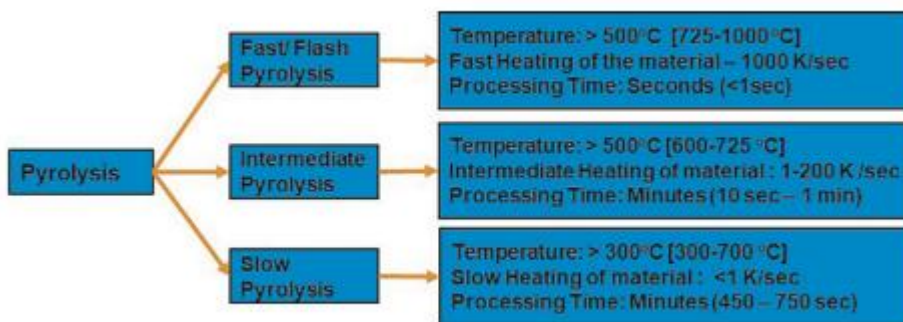 Pyrolysis
Fast/Flash
Pyrolysis
Temperature: > 500°C [725-1000 °C]
Fast Heating of the material – 1000 K/sec
Processing Time: Seconds (<1sec)
Intermediate
Pyrolysis
Temperature: > 500°C [600-725 °C]
Intermediate Heating of material : 1-200 K /sec
Processing Time: Minutes (10 sec – 1 min)
Slow
Pyrolysis
Temperature: > 300°C [300-700 °C]
Slow Heating of material : <1 K/sec
Processing Time: Minutes (450 – 750 sec)